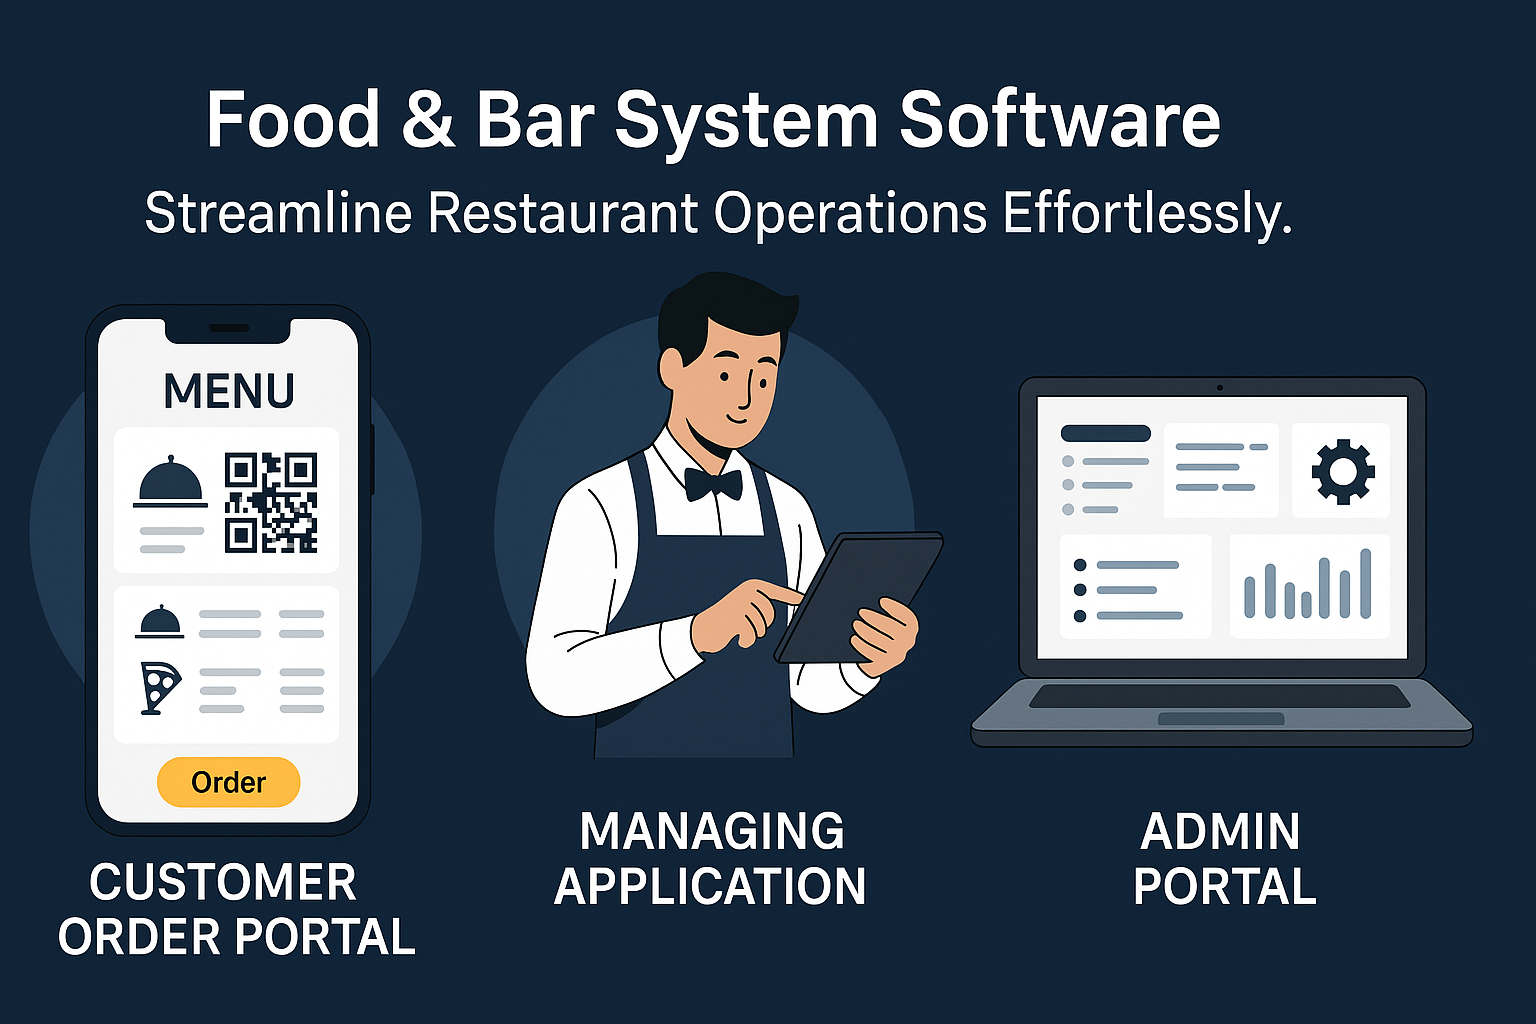 Food & Bar System Software
Streamline Restaurant Operations Effortlessly.
MENU
Order
CUSTOMER
ORDER PORTAL
MANAGING
APPLICATION
ADMIN
PORTAL